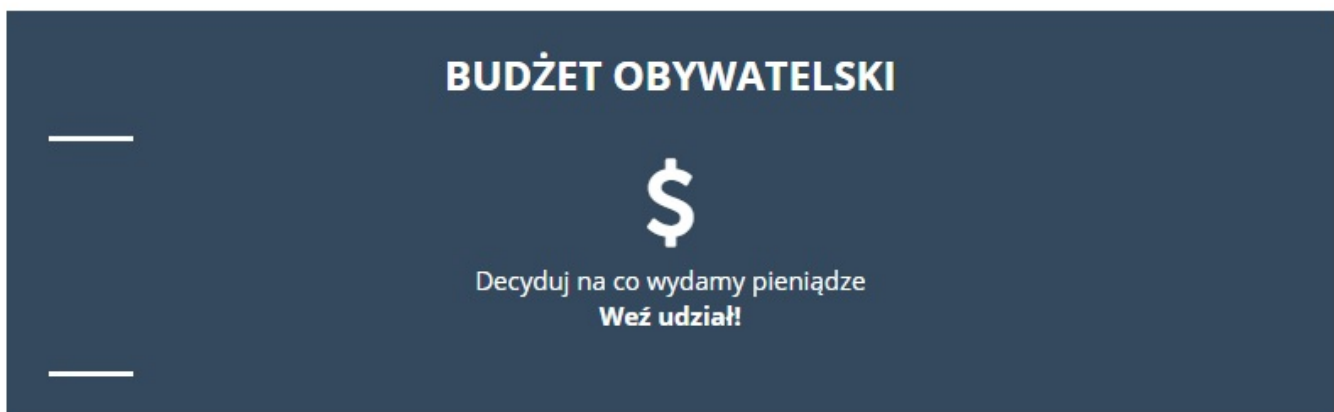 BUDŻET OBYWATELSKI
$
Decyduj na co wydamy pieniądze
Weź udział!